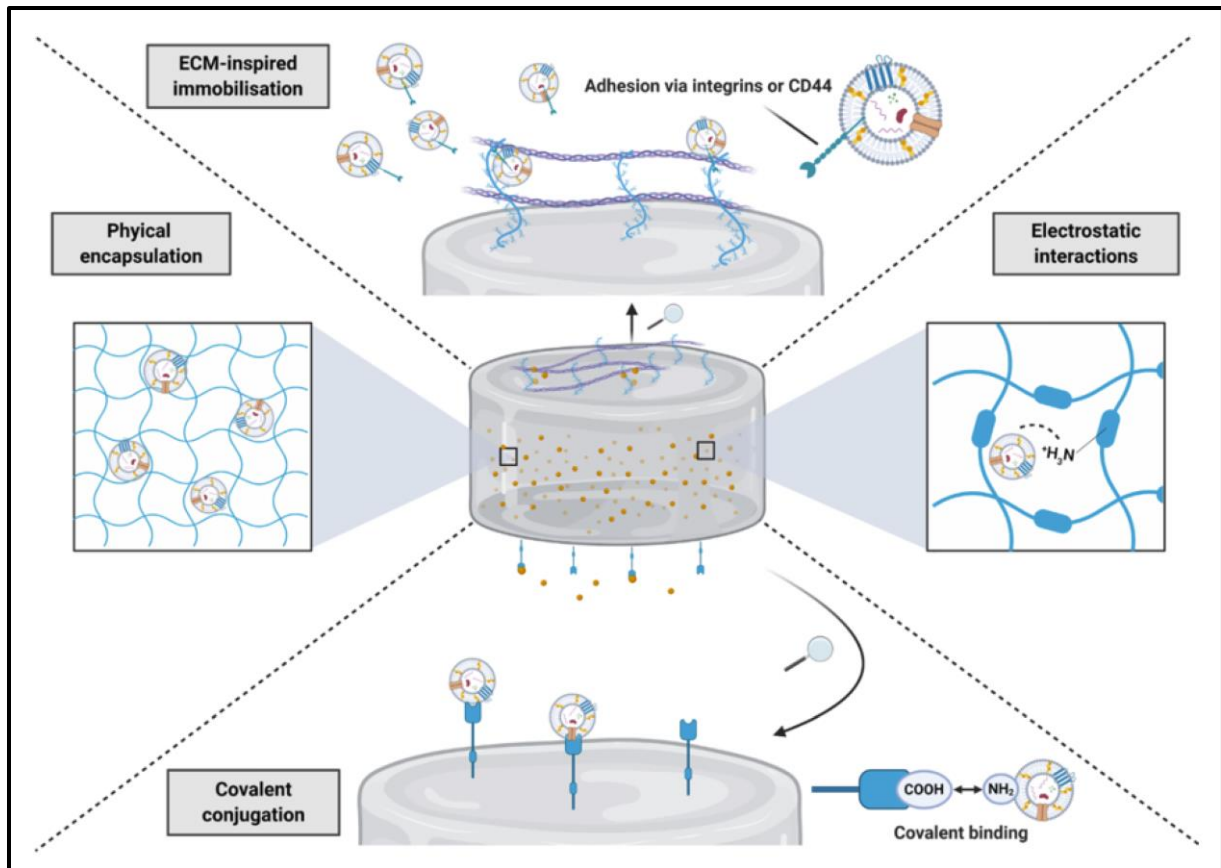 ECM-inspired
immobilisation
Adhesion via integrins or CD44
Phyical
encapsulation
Electrostatic
interactions
⁺H₃N
Covalent
conjugation
COOH
NH₂
Covalent binding